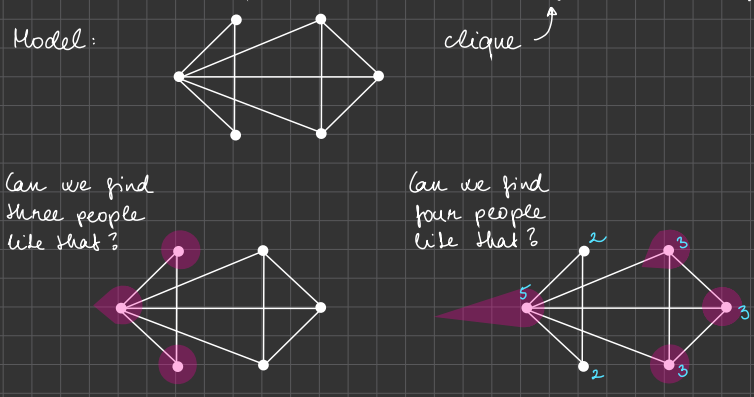 Model:
clique
Can we find
three people
like that?
Can we find
four people
like that?
2
3
5
3
2
3